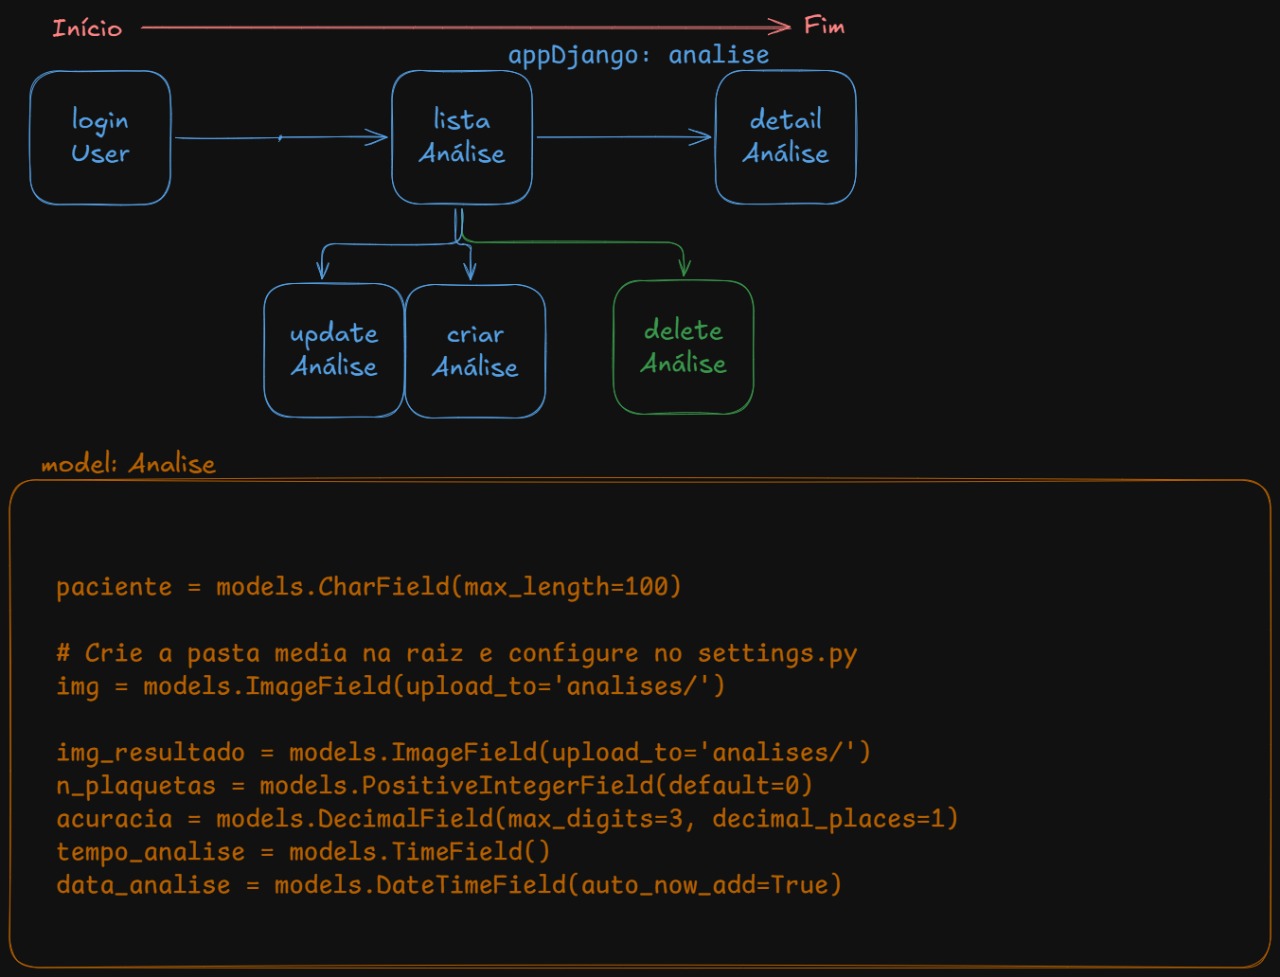 Início
Fim
appDjango: analise
login
User
lista
Análise
detail
Análise
update
Análise
criar
Análise
delete
Análise
model: Analise
paciente = models.CharField(max_length=100)
# Crie a pasta media na raiz e configure no settings.py
img = models.ImageField(upload_to='analises/')
img_resultado = models.ImageField(upload_to='analises/')
n_plaquetas = models.PositiveIntegerField(default=0)
acuracia = models.DecimalField(max_digits=3, decimal_places=1)
tempo_analise = models.TimeField()
data_analise = models.DateTimeField(auto_now_add=True)